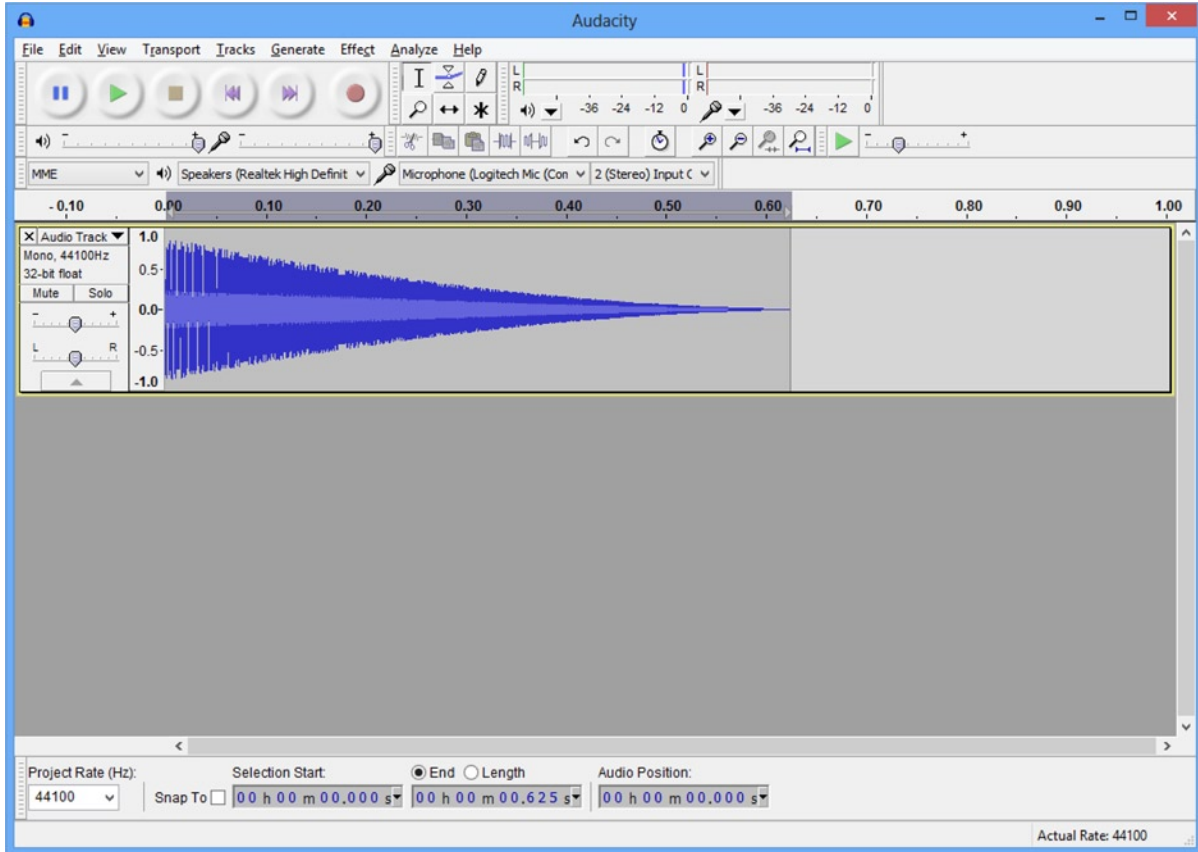 Audacity
File Edit View Transport Tracks Generate Effect Analyze Help
L
R
-36 -24 -12 0
L
R
-36 -24 -12 0
MME Speakers (Realtek High Definit Microphone (Logitech Mic (Con 2 (Stereo) Input C
- 0.10 0.00 0.10 0.20 0.30 0.40 0.50 0.60 0.70 0.80 0.90 1.00
X Audio Track 1.0
Mono, 44100Hz
32-bit float 0.5
Mute Solo
- + 0.0
L R -0.5
-1.0
Project Rate (Hz): Selection Start: End Length Audio Position:
44100 Snap To 00 h 00 m 00.000 s 00 h 00 m 00.625 s 00 h 00 m 00.000 s
Actual Rate: 44100